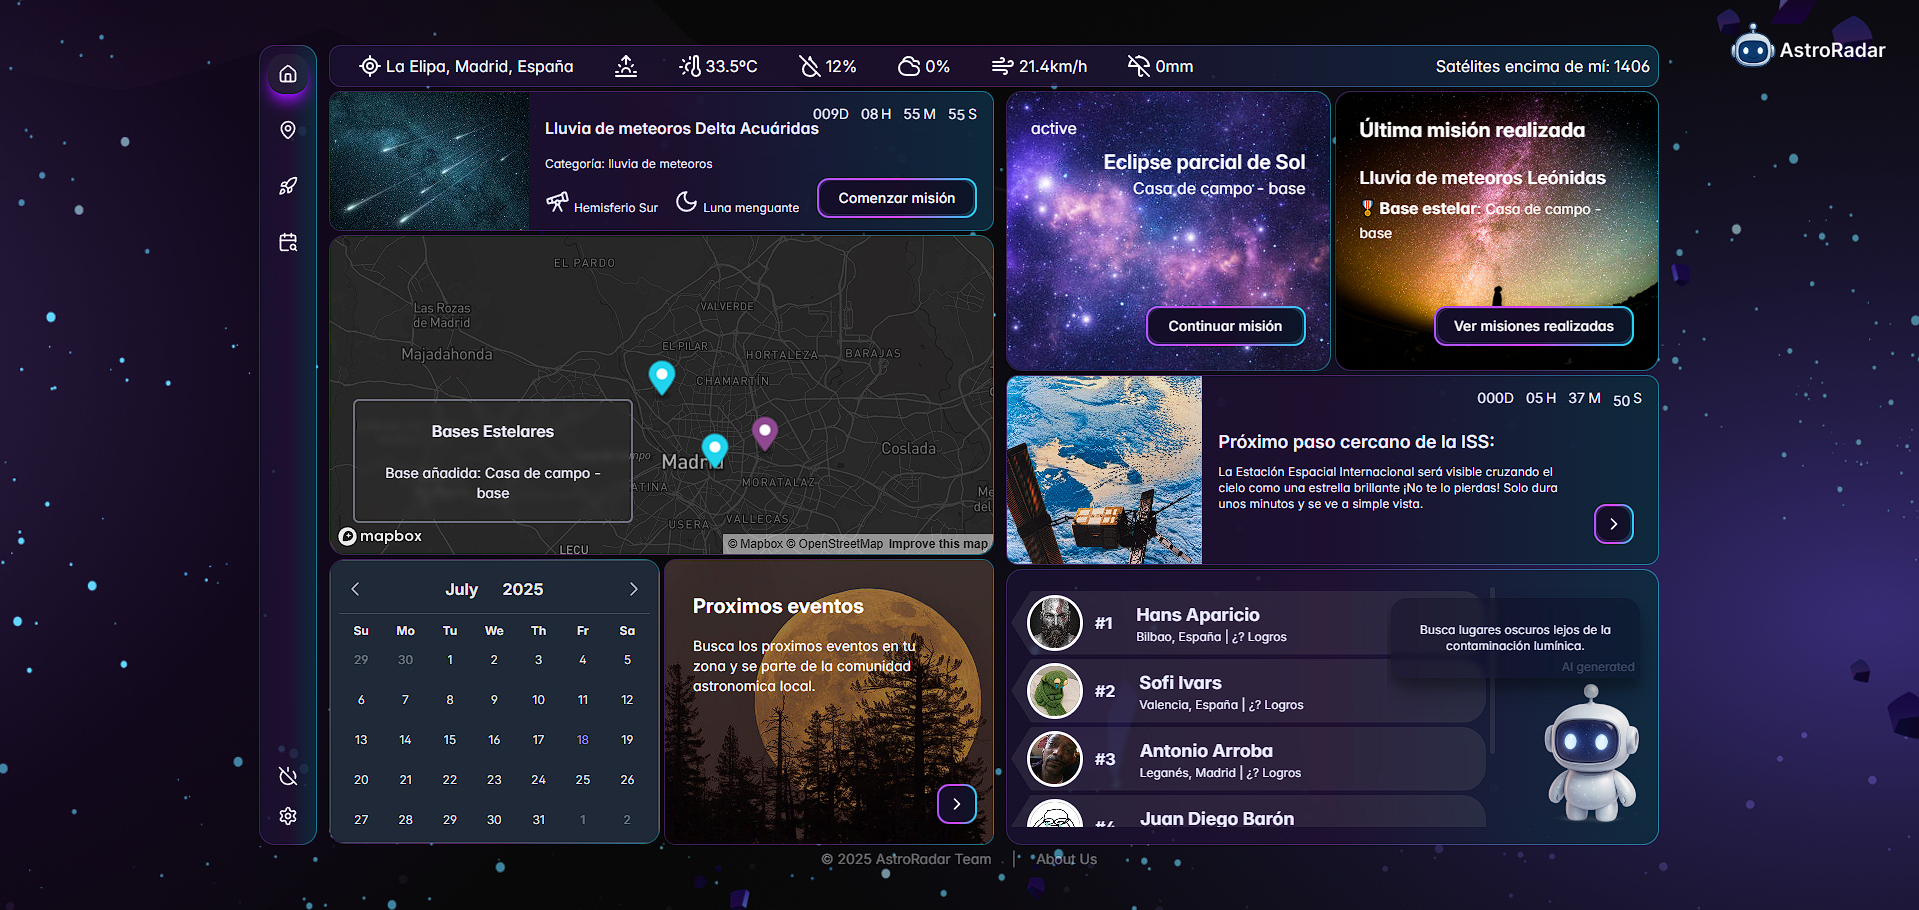 AstroRadar
La Elipa, Madrid, España
33.5ºC
12%
0%
21.4km/h
0mm
Satélites encima de mí: 1406
009D 08 H 55 M 55 S
Lluvia de meteoros Delta Acuáridas
Categoría: lluvia de meteoros
Hemisferio Sur
Luna menguante
Comenzar misión
active
Eclipse parcial de Sol
Casa de campo - base
Continuar misión
Última misión realizada
Lluvia de meteoros Leónidas
Base estelar: Casa de campo -
base
Ver misiones realizadas
EL PARDO
Las Rozas
de Madrid
VALVERDE
Majadahonda
EL PILAR
HORTALEZA
BARAJAS
CHAMARTÍN
Coslada
Madrid
MORATALAZ
ATINA
USERA
VALLECAS
LECU
Me
del
Bases Estelares
Base añadida: Casa de campo -
base
mapbox
© Mapbox © OpenStreetMap Improve this map
000D 05 H 37 M 50 S
Próximo paso cercano de la ISS:
La Estación Espacial Internacional será visible cruzando el
cielo como una estrella brillante ¡No te lo pierdas! Solo dura
unos minutos y se ve a simple vista.
July 2025
Su Mo Tu We Th Fr Sa
29 30 1 2 3 4 5
6 7 8 9 10 11 12
13 14 15 16 17 18 19
20 21 22 23 24 25 26
27 28 29 30 31 1 2
Proximos eventos
Busca los proximos eventos en tu
zona y se parte de la comunidad
astronomica local.
#1
Hans Aparicio
Bilbao, España | ¿? Logros
#2
Sofi Ivars
Valencia, España | ¿? Logros
#3
Antonio Arroba
Leganés, Madrid | ¿? Logros
#4
Juan Diego Barón
Busca lugares oscuros lejos de la
contaminación lumínica.
AI generated
© 2025 AstroRadar Team | About Us